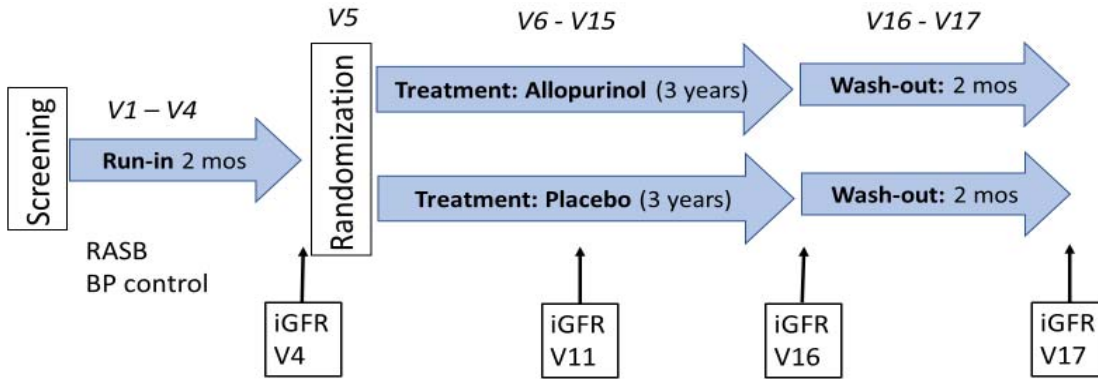 V5
V6 - V15
V16 - V17
Screening
V1 – V4
Run-in 2 mos
RASB
BP control
Randomization
Treatment: Allopurinol (3 years)
Wash-out: 2 mos
Treatment: Placebo (3 years)
Wash-out: 2 mos
iGFR
V4
iGFR
V11
iGFR
V16
iGFR
V17